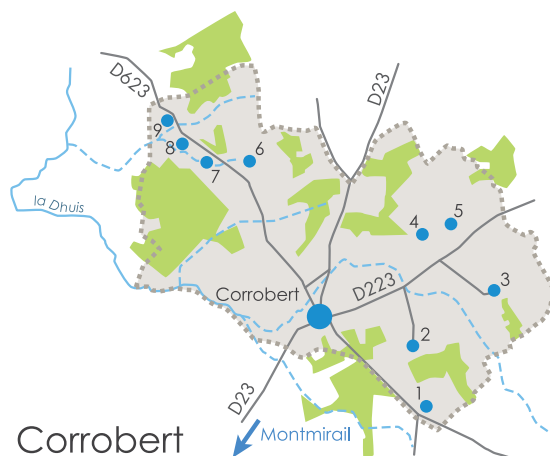 D623
D23
9
8
7
6
la Dhuis
4
5
Corrobert
D223
3
2
1
D23
Montmirail
Corrobert